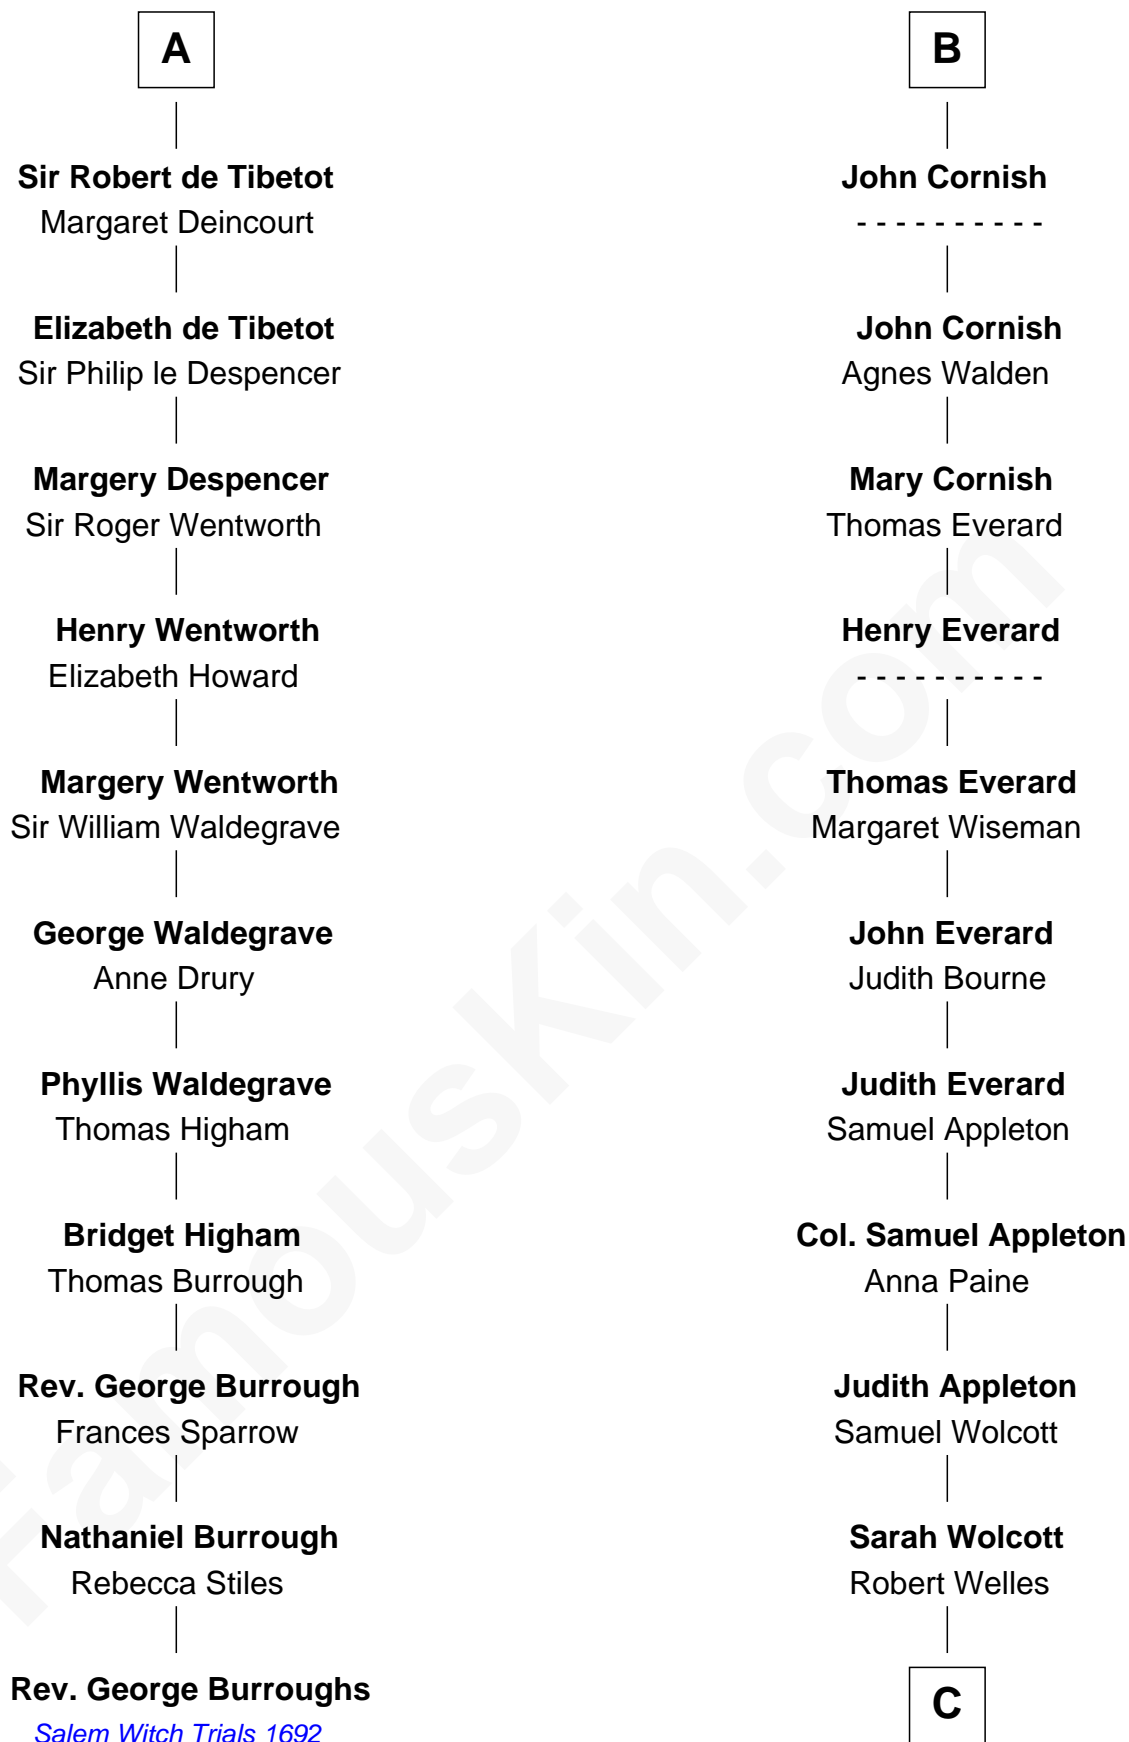 A
Sir Robert de Tibetot
Margaret Deincourt
Elizabeth de Tibetot
Sir Philip le Despencer
Margery Despencer
Sir Roger Wentworth
Henry Wentworth
Elizabeth Howard
Margery Wentworth
Sir William Waldegrave
George Waldegrave
Anne Drury
Phyllis Waldegrave
Thomas Higham
Bridget Higham
Thomas Burrough
Rev. George Burrough
Frances Sparrow
Nathaniel Burrough
Rebecca Stiles
Rev. George Burroughs
Salem Witch Trials 1692
B
John Cornish
- - - - - - - - - -
John Cornish
Agnes Walden
Mary Cornish
Thomas Everard
Henry Everard
- - - - - - - - - -
Thomas Everard
Margaret Wiseman
John Everard
Judith Bourne
Judith Everard
Samuel Appleton
Col. Samuel Appleton
Anna Paine
Judith Appleton
Samuel Wolcott
Sarah Wolcott
Robert Welles
C
FamousKin.com